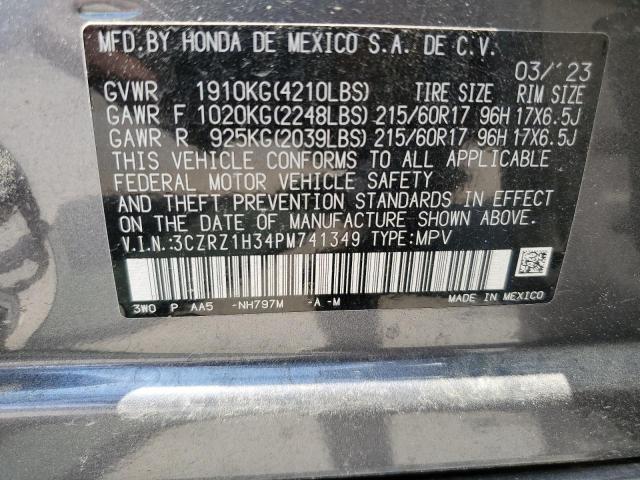 MFD.BY HONDA DE MEXICO S.A. DE C.V.
03/'23
GVWR 1910KG(4210LBS) TIRE SIZE RIM SIZE
GAWR F 1020KG(2248LBS) 215/60R17 96H 17X6.5J
GAWR R 925KG(2039LBS) 215/60R17 96H 17X6.5J
THIS VEHICLE CONFORMS TO ALL APPLICABLE
FEDERAL MOTOR VEHICLE SAFETY
AND THEFT PREVENTION STANDARDS IN EFFECT
ON THE DATE OF MANUFACTURE SHOWN ABOVE.
V.I.N.:3CZRZ1H34PM741349 TYPE:MPV
3W0 P AA5 -NH797M -A -M MADE IN MEXICO